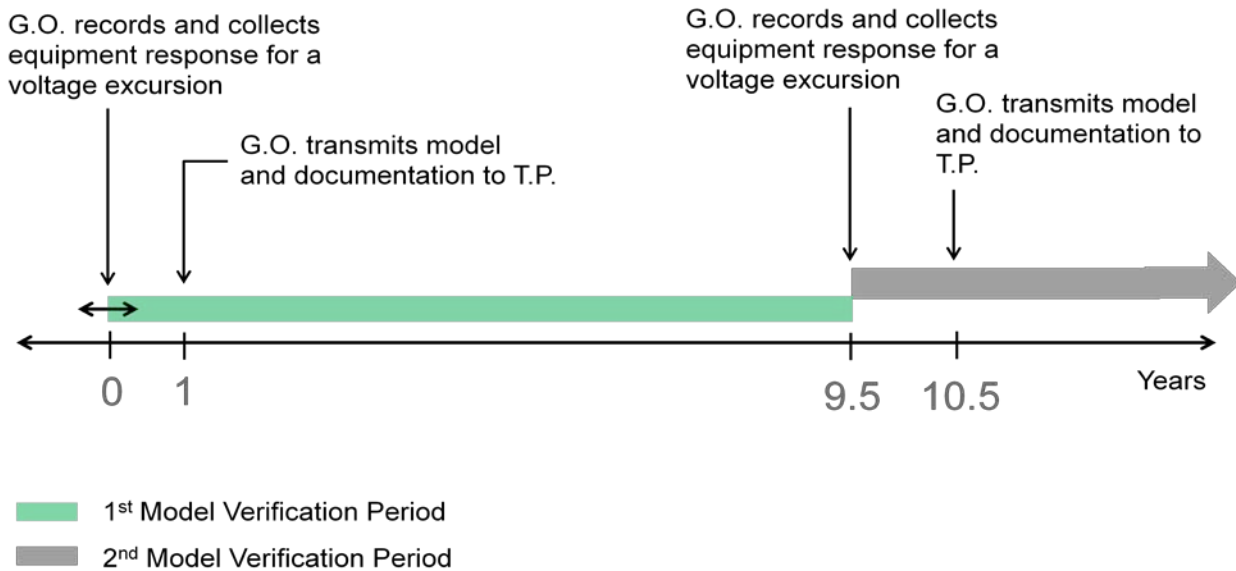 G.O. records and collects
equipment response for a
voltage excursion
G.O. transmits model
and documentation to T.P.
G.O. records and collects
equipment response for a
voltage excursion
G.O. transmits model
and documentation to
T.P.
0
1
9.5
10.5
Years
1st Model Verification Period
2nd Model Verification Period